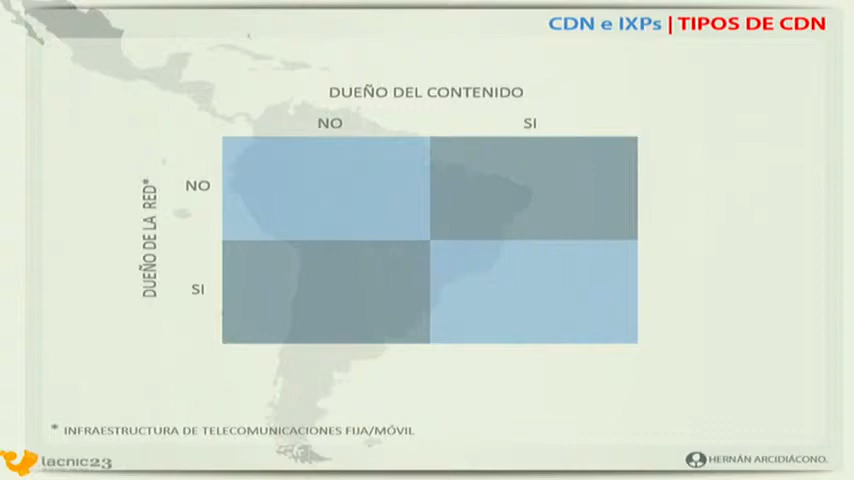 CDN e IXPs | TIPOS DE CDN
DUEÑO DEL CONTENIDO
NO SI
DUEÑO DE LA RED*
NO
SI
* INFRAESTRUCTURA DE TELECOMUNICACIONES FIJA/MÓVIL
lacnic23
HERNÁN ARCIDIÁCONO.